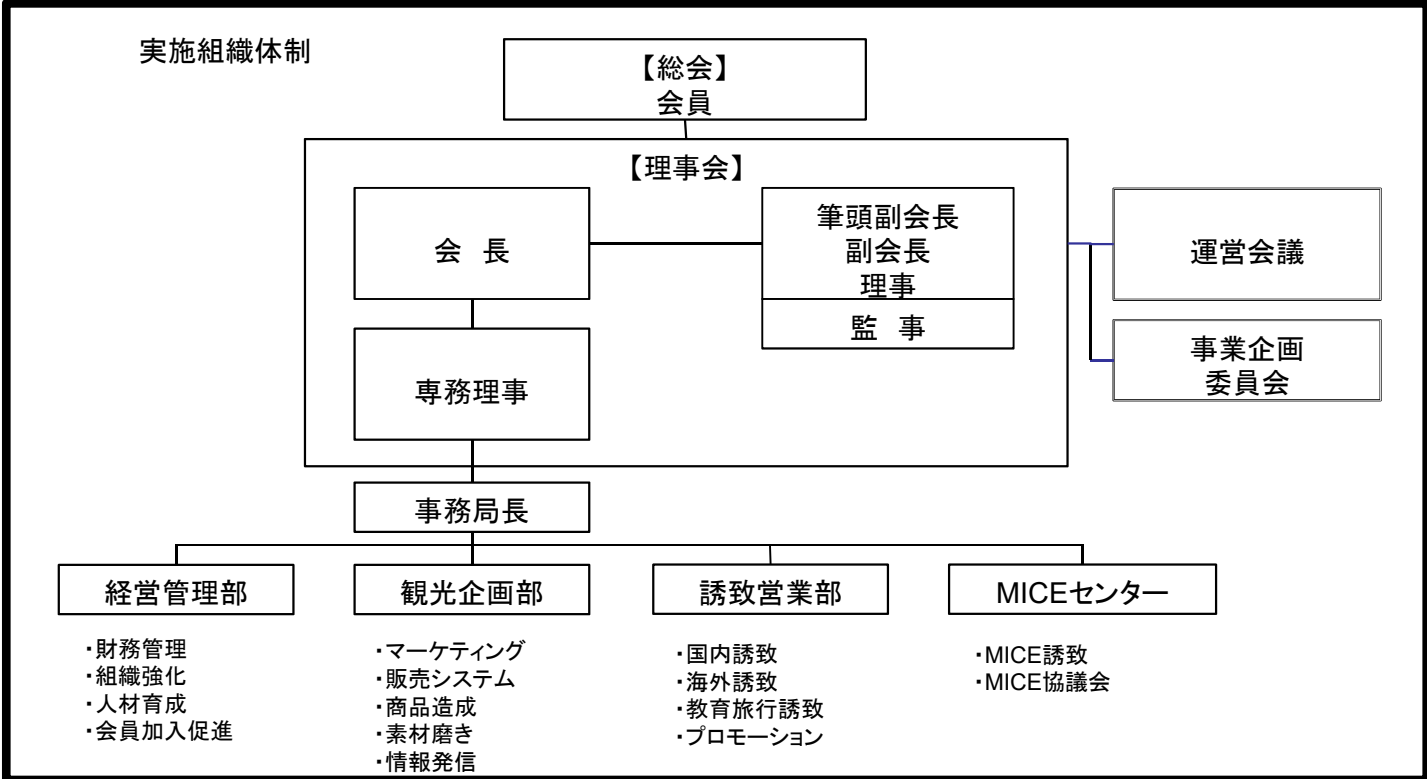 実施組織体制
【総会】
会員
【理事会】
会 長
筆頭副会長
副会長
理事
監 事
運営会議
事業企画
委員会
専務理事
事務局長
経営管理部
・財務管理
・組織強化
・人材育成
・会員加入促進
観光企画部
・マーケティング
・販売システム
・商品造成
・素材磨き
・情報発信
誘致営業部
・国内誘致
・海外誘致
・教育旅行誘致
・プロモーション
MICEセンター
・MICE誘致
・MICE協議会